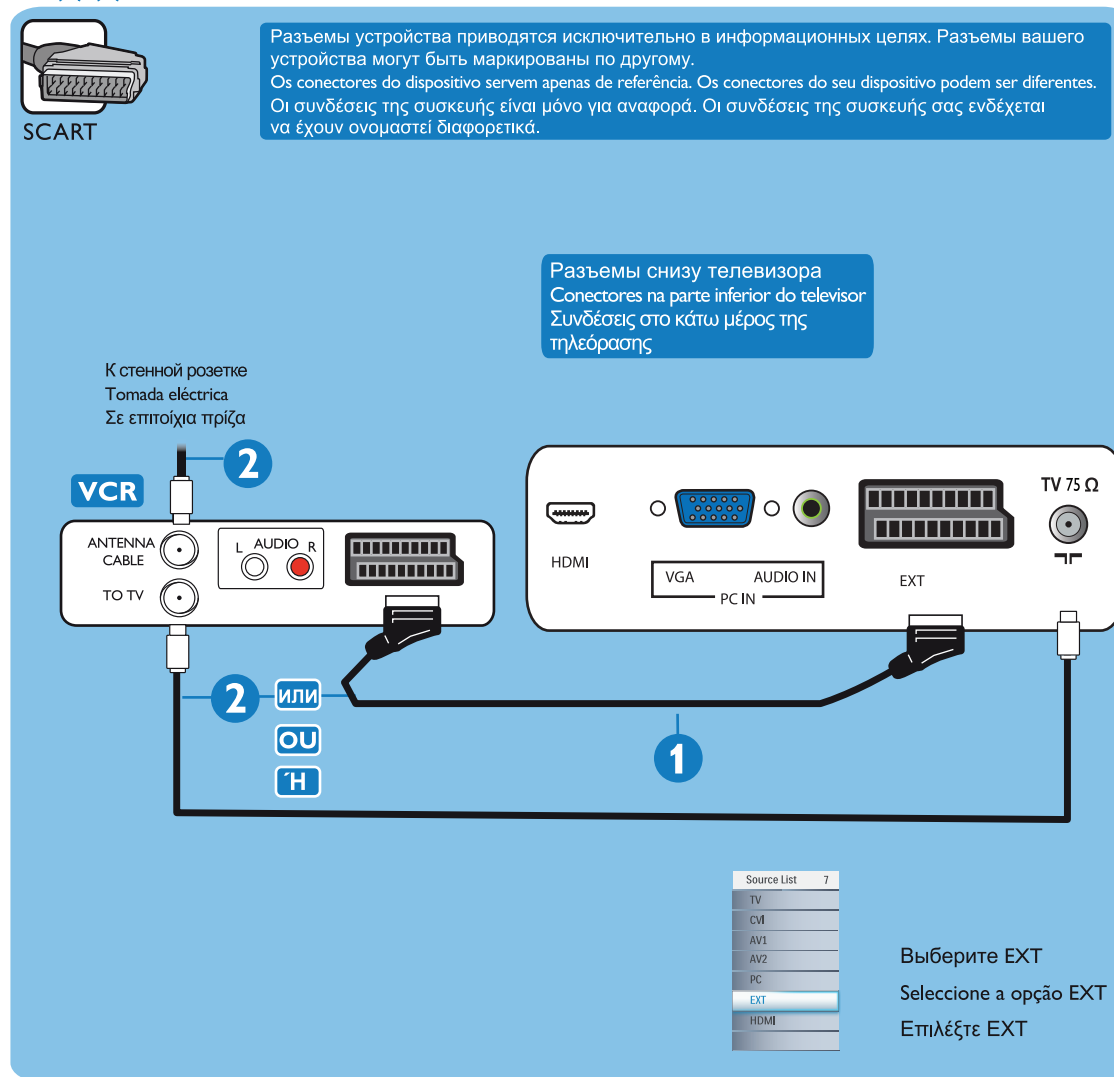 SCART
Разъемы устройства приводятся исключительно в информационных целях. Разъемы вашего
устройства могут быть маркированы по другому.
Os conectores do dispositivo servem apenas de referência. Os conectores do seu dispositivo podem ser diferentes.
Οι συνδέσεις της συσκευής είναι μόνο για αναφορά. Οι συνδέσεις της συσκευής σας ενδέχεται
να έχουν ονομαστεί διαφορετικά.
Разъемы снизу телевизора
Conectores na parte inferior do televisor
Συνδέσεις στο κάτω μέρος της
τηλεόρασης
К стенной розетке
Tomada eléctrica
Σε επιτοίχια πρίζα
2
VCR
ANTENNA
CABLE
TO TV
L AUDIO R
HDMI
VGA AUDIO IN
PC IN
EXT
TV 75 Ω
2
или
OU
Ή
1
Source List 7
TV
CVI
AV1
AV2
PC
EXT
HDMI
Выберите EXT
Seleccione a opção EXT
Επιλέξτε EXT